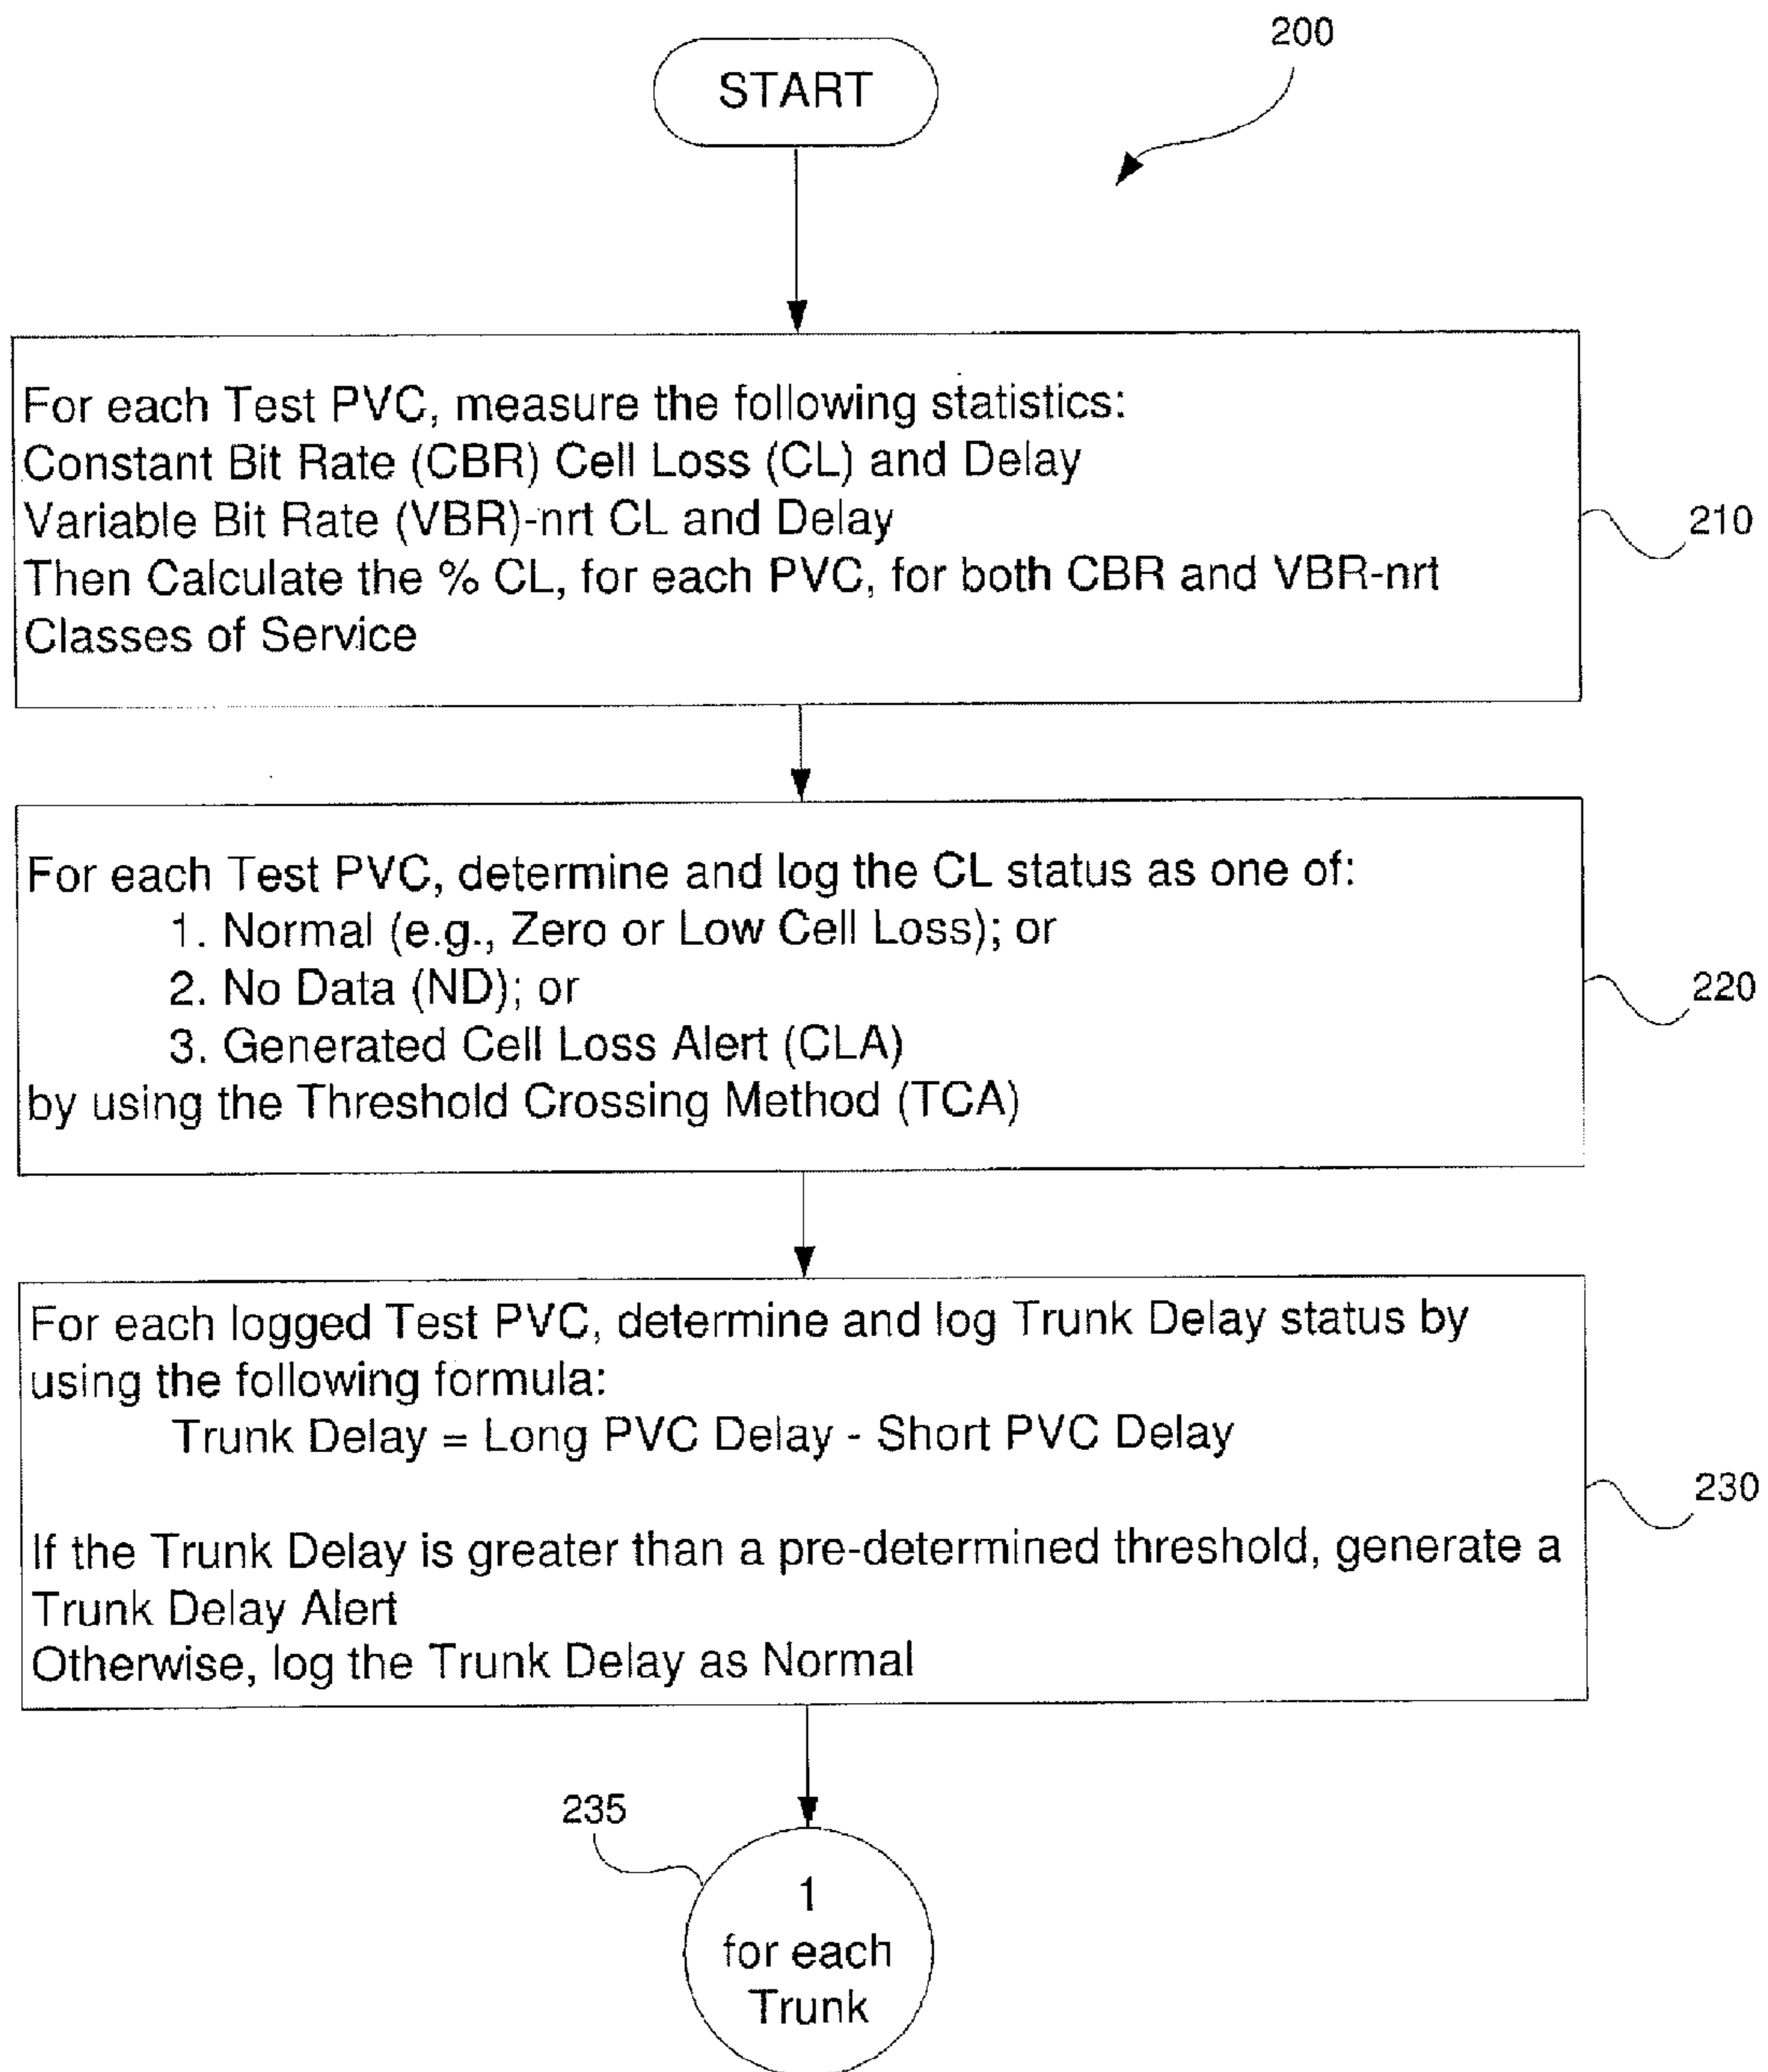 200
START
For each Test PVC, measure the following statistics:
Constant Bit Rate (CBR) Cell Loss (CL) and Delay
Variable Bit Rate (VBR)-nrt CL and Delay
Then Calculate the % CL, for each PVC, for both CBR and VBR-nrt
Classes of Service
210
For each Test PVC, determine and log the CL status as one of:
1. Normal (e.g., Zero or Low Cell Loss); or
2. No Data (ND); or
3. Generated Cell Loss Alert (CLA)
by using the Threshold Crossing Method (TCA)
220
For each logged Test PVC, determine and log Trunk Delay status by
using the following formula:
Trunk Delay = Long PVC Delay - Short PVC Delay
If the Trunk Delay is greater than a pre-determined threshold, generate a
Trunk Delay Alert
Otherwise, log the Trunk Delay as Normal
230
235
1
for each
Trunk